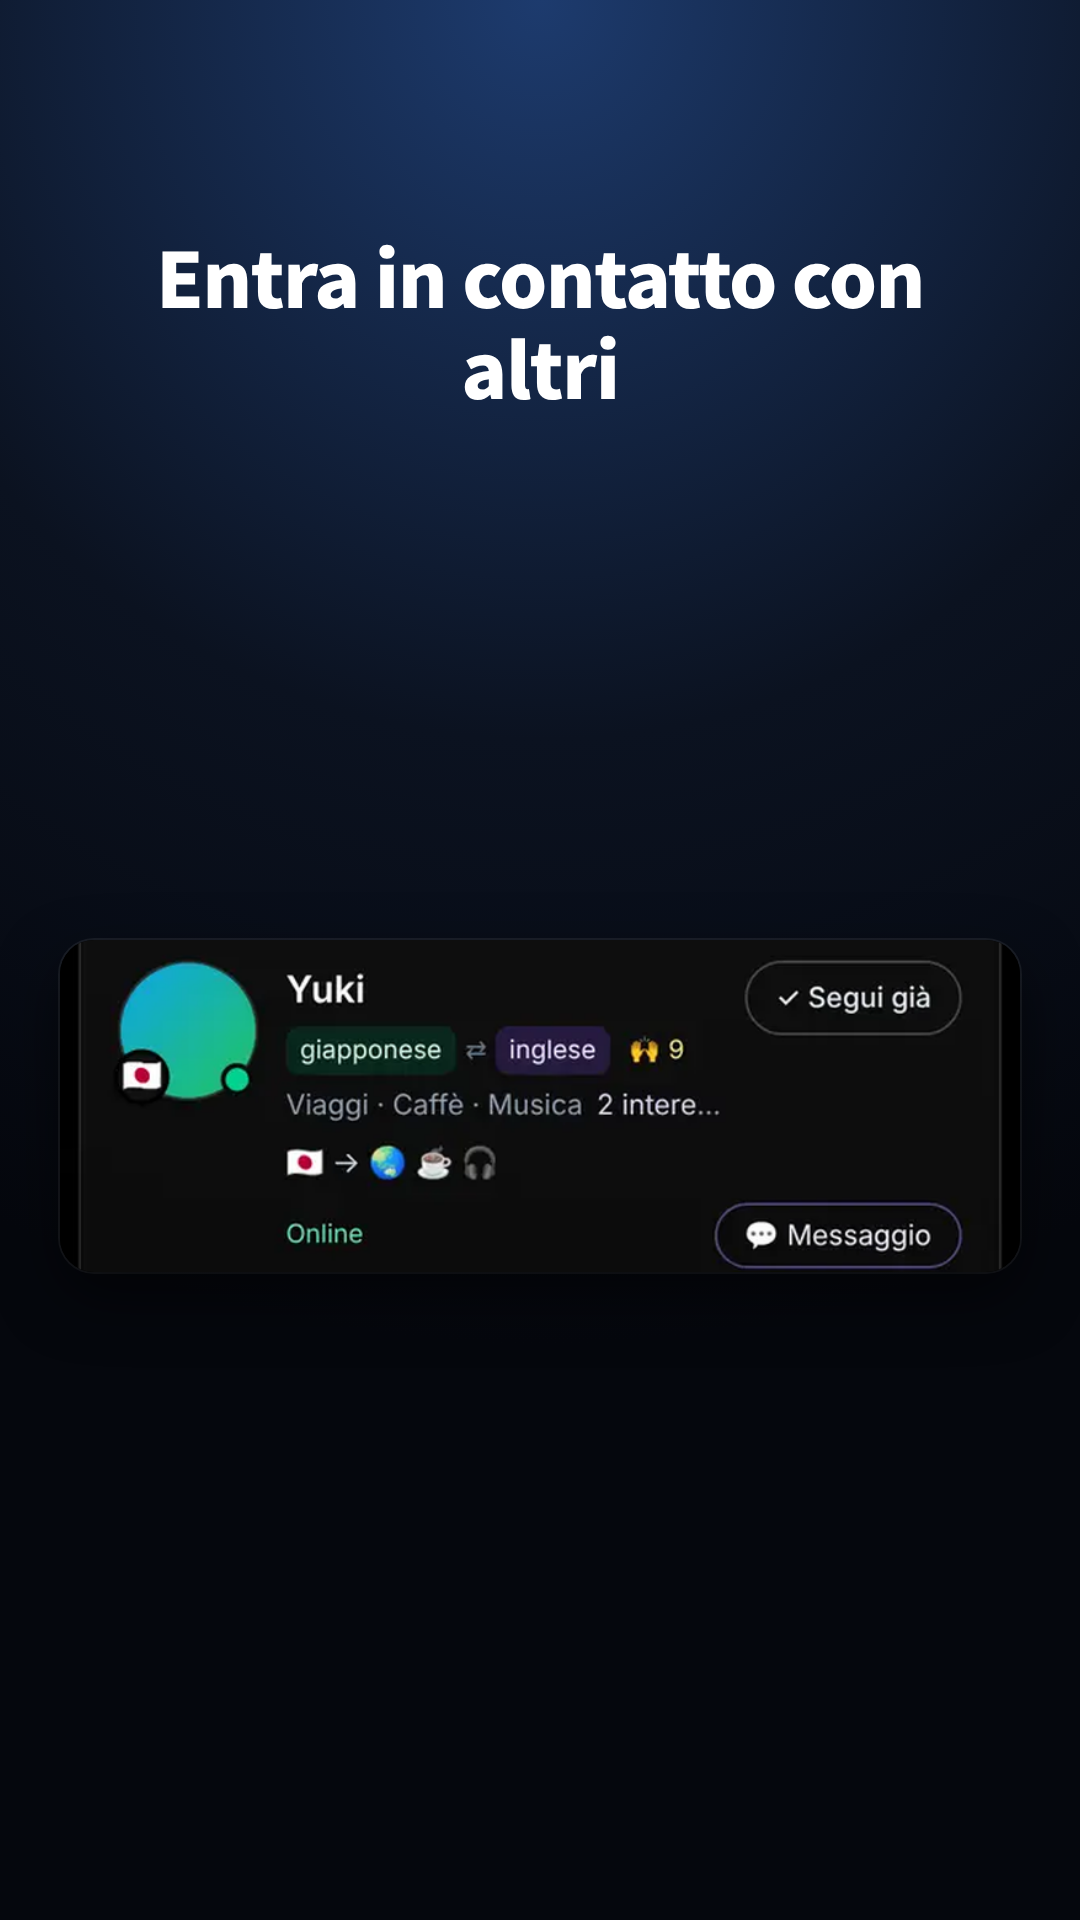 Entra in contatto con
altri
Yuki
✓ Segui già
giapponese ⇄ inglese 🙌 9
Viaggi · Caffè · Musica 2 intere...
🇯🇵 → 🌏 ☕ 🎧
Online
💬 Messaggio